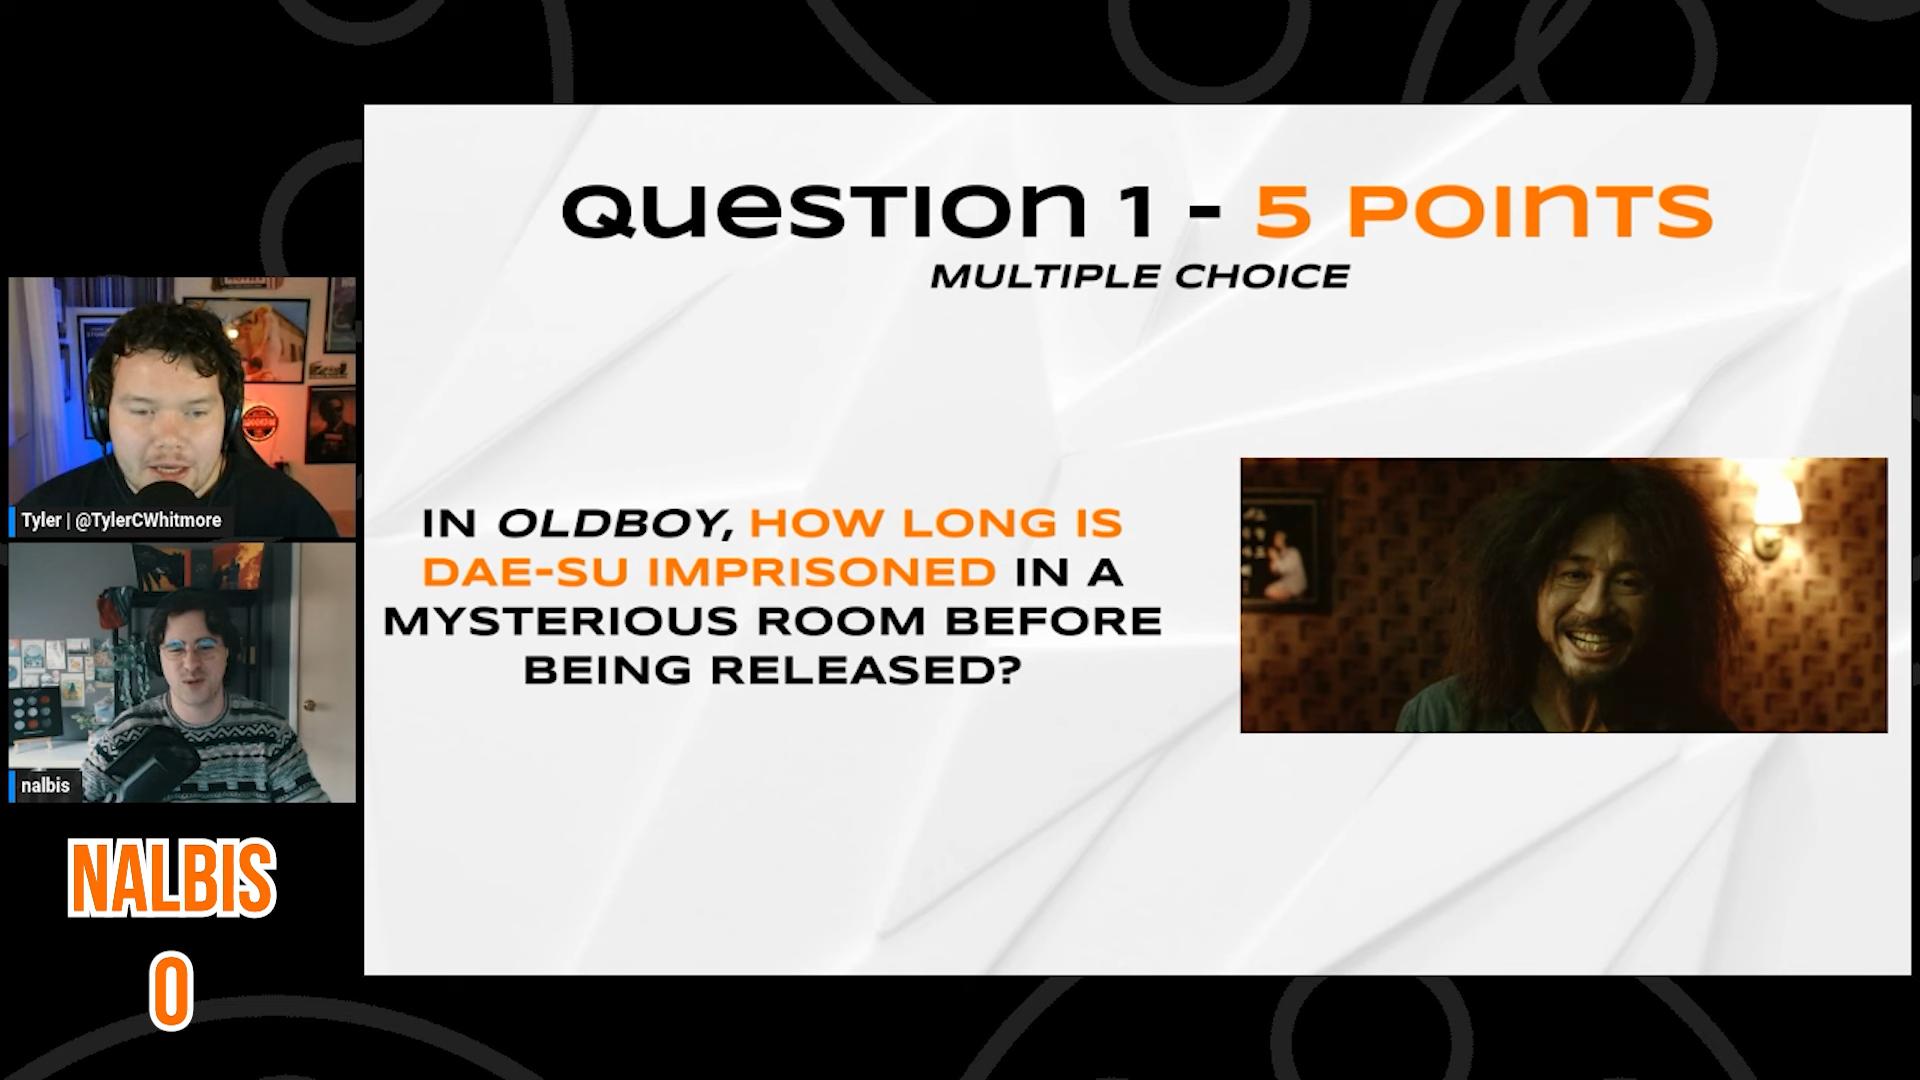 QUESTION 1 - 5 POINTS
MULTIPLE CHOICE
IN OLDBOY, HOW LONG IS
DAE-SU IMPRISONED IN A
MYSTERIOUS ROOM BEFORE
BEING RELEASED?
Tyler | @TylerCWhitmore
nalbis
NALBIS
0